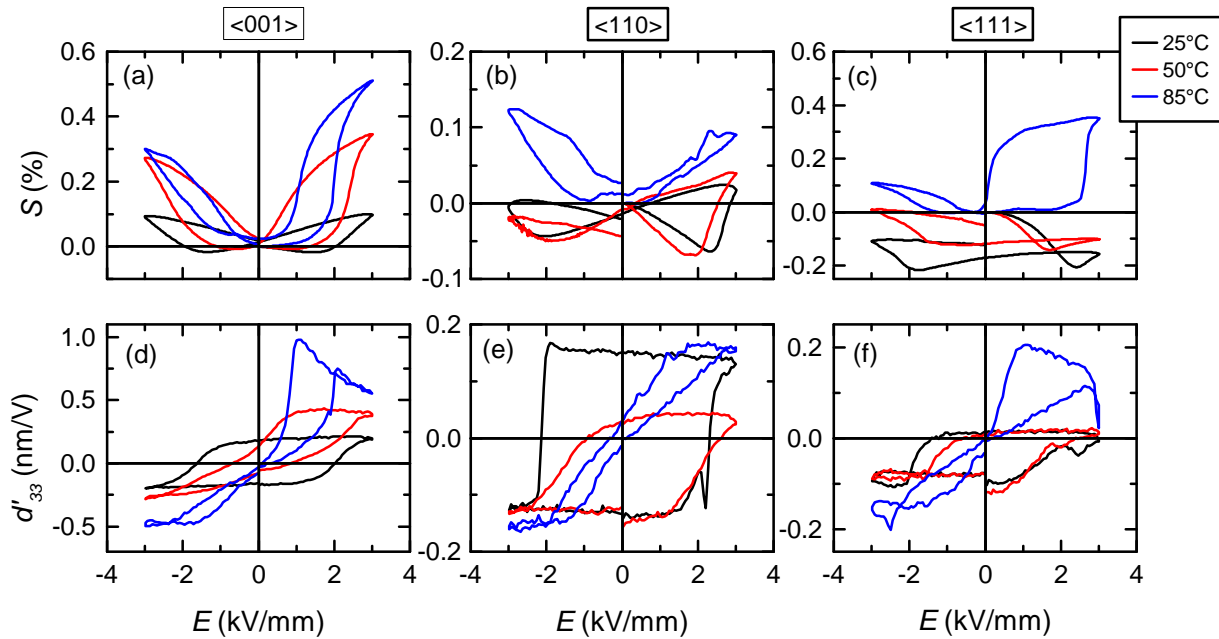 <001>
<110>
<111>
25°C
50°C
85°C
(a)
(b)
(c)
S (%)
0.6
0.4
0.2
0.0
0.2
0.1
0.0
-0.1
0.6
0.4
0.2
0.0
-0.2
(d)
(e)
(f)
d'33 (nm/V)
1.0
0.5
0.0
-0.5
0.2
0.0
-0.2
0.2
0.0
-0.2
-4 -2 0 2 4
-4 -2 0 2 4
-4 -2 0 2 4
E (kV/mm)
E (kV/mm)
E (kV/mm)